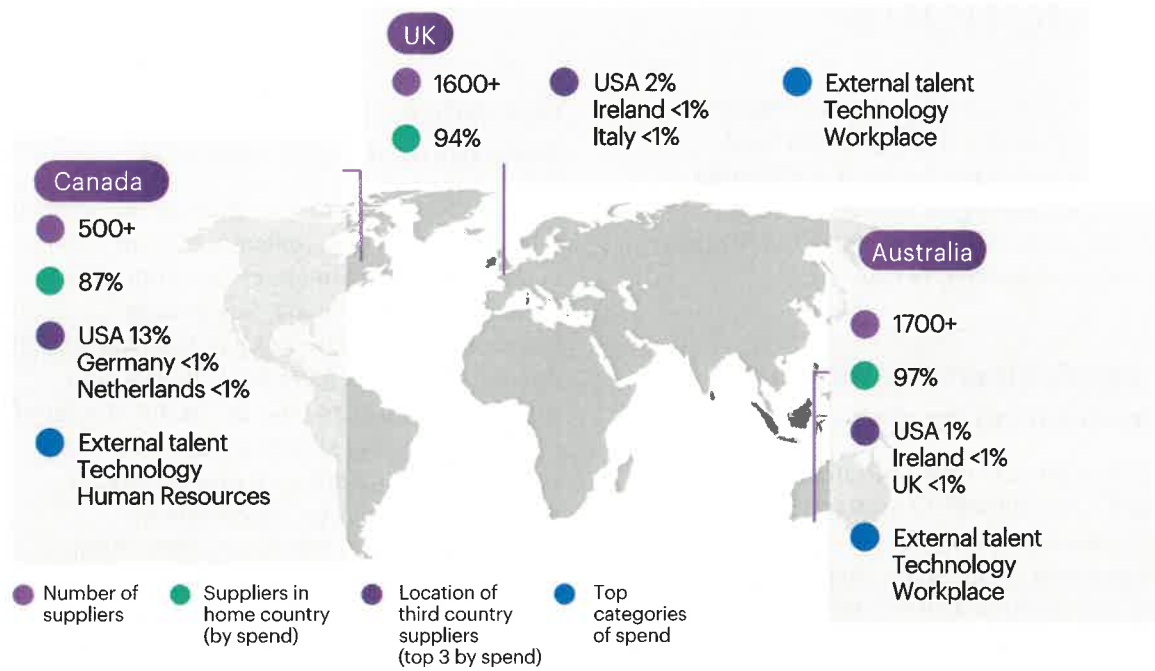 UK
1600+
94%
USA 2%
Ireland <1%
Italy <1%
External talent
Technology
Workplace
Canada
500+
87%
USA 13%
Germany <1%
Netherlands <1%
External talent
Technology
Human Resources
Australia
1700+
97%
USA 1%
Ireland <1%
UK <1%
External talent
Technology
Workplace
Number of
suppliers
Suppliers in
home country
(by spend)
Location of
third country
suppliers
(top 3 by spend)
Top
categories
of spend